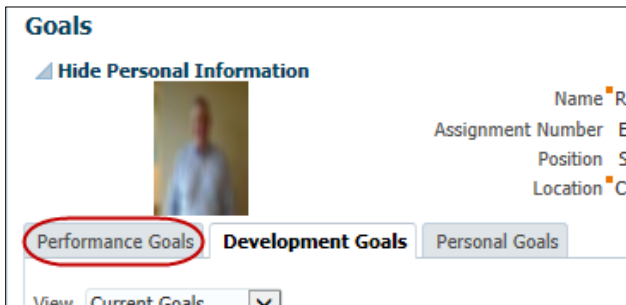 Goals
Hide Personal Information
Name R
Assignment Number E
Position S
Location C
Performance Goals Development Goals Personal Goals
View Current Goals